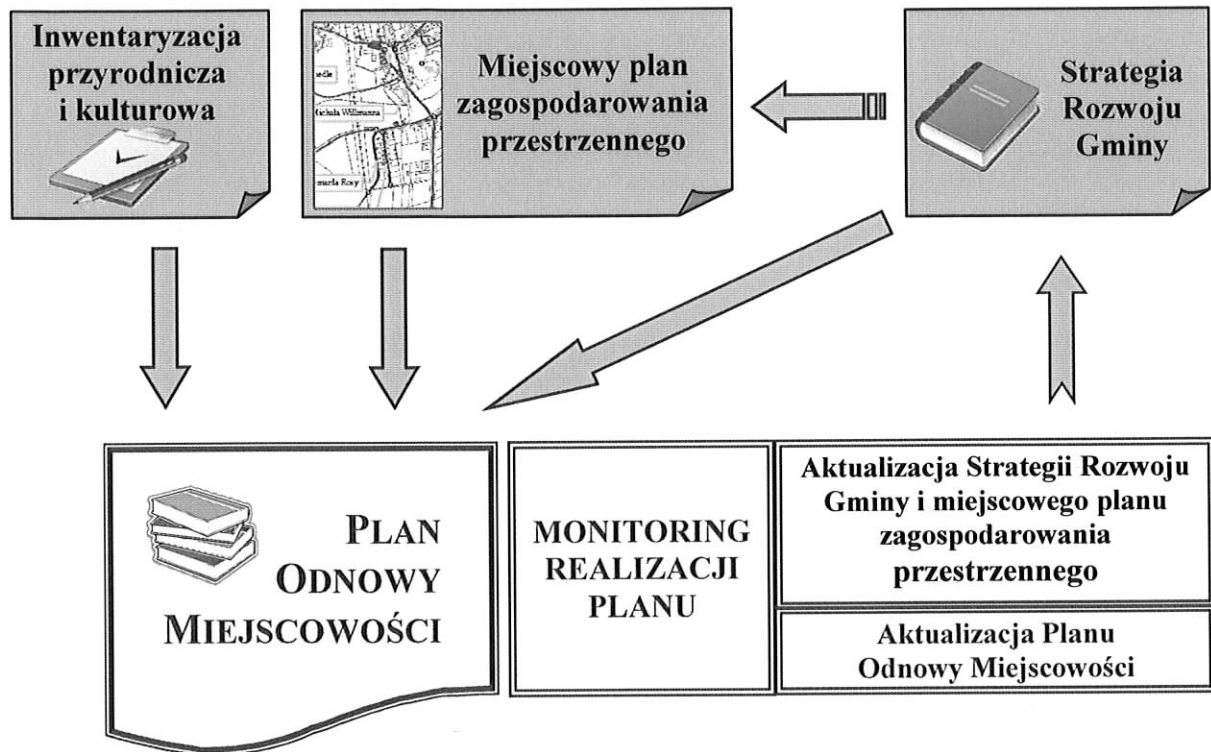 Inwentaryzacja
przyrodnicza
i kulturowa
Miejscowy plan
zagospodarowania
przestrzennego
Strategia
Rozwoju
Gminy
PLAN
ODNOWY
MIEJSCOWOŚCI
MONITORING
REALIZACJI
PLANU
Aktualizacja Strategii Rozwoju
Gminy i miejscowego planu
zagospodarowania
przestrzennego
Aktualizacja Planu
Odnowy Miejscowości